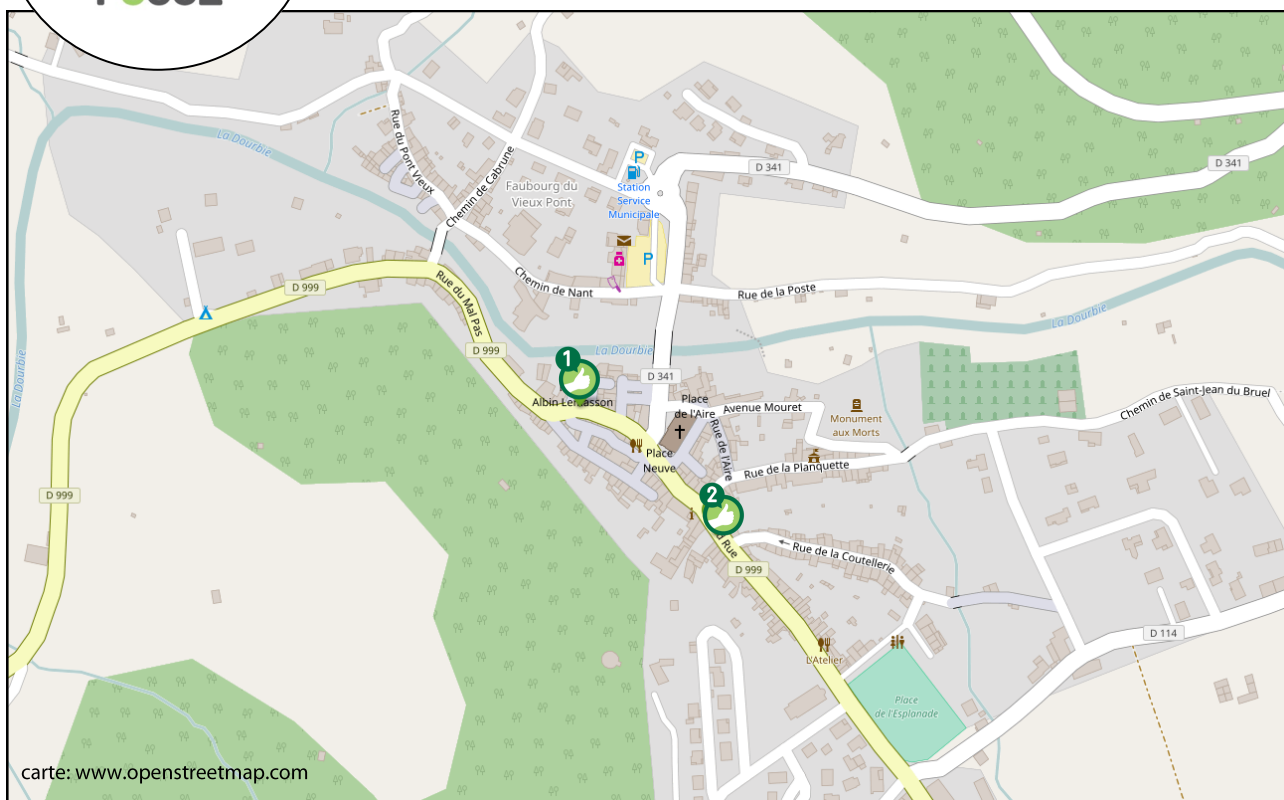 La Dourbie
Rue du Pont Vieux
Chemin de Cabrune
Faubourg du
Vieux Pont
P
Station
Service
Municipale
D 341
D 341
P
Chemin de Nant
Rue de la Poste
D 999
Rue du Mal Pas
La Dourbie
La Dourbie
D 999
La Dourbie
1
D 341
Albin
Place
de l'Aire
Avenue Mouret
Monument
aux Morts
Chemin de Saint-Jean du Bruel
Rue de l'Aire
Place
Neuve
Rue de la Planquette
D 999
2
i
Rue
Rue de la Coutellerie
D 999
D 114
L'Atelier
Place
de l'Esplanade
carte: www.openstreetmap.com